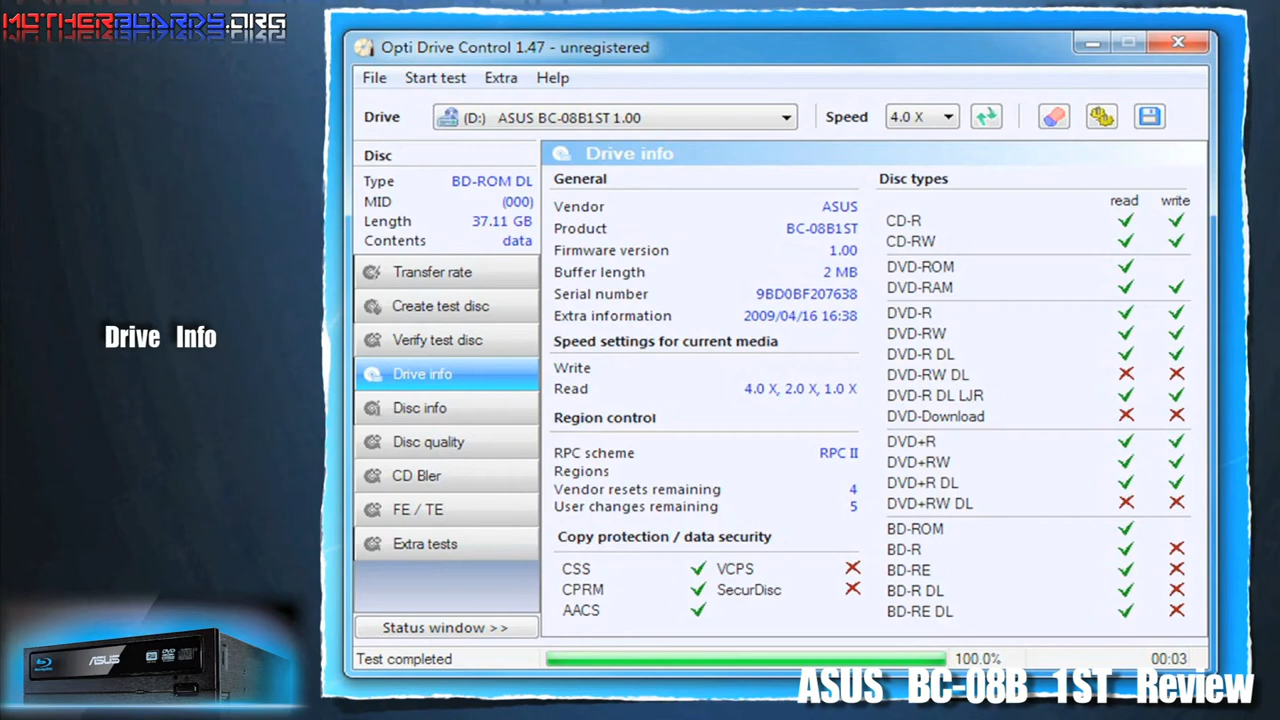 MOTHERBOARDS.ORG
Opti Drive Control 1.47 - unregistered
File Start test Extra Help
Drive (D:) ASUS BC-08B1ST 1.00 Speed 4.0 X
Disc
Type BD-ROM DL
MID (000)
Length 37.11 GB
Contents data
Transfer rate
Create test disc
Verify test disc
Drive info
Disc info
Disc quality
CD Bler
FE / TE
Extra tests
Status window >>
Drive info
General
Vendor ASUS
Product BC-08B1ST
Firmware version 1.00
Buffer length 2 MB
Serial number 9BD0BF207638
Extra information 2009/04/16 16:38
Speed settings for current media
Write
Read 4.0 X, 2.0 X, 1.0 X
Region control
RPC scheme RPC II
Regions
Vendor resets remaining 4
User changes remaining 5
Copy protection / data security
CSS VCPS
CPRM SecurDisc
AACS
Disc types
read write
CD-R
CD-RW
DVD-ROM
DVD-RAM
DVD-R
DVD-RW
DVD-R DL
DVD-RW DL
DVD-R DL LJR
DVD-Download
DVD+R
DVD+RW
DVD+R DL
DVD+RW DL
BD-ROM
BD-R
BD-RE
BD-R DL
BD-RE DL
Test completed 100.0% 00:03
Drive Info
ASUS
ASUS BC-08B 1ST Review